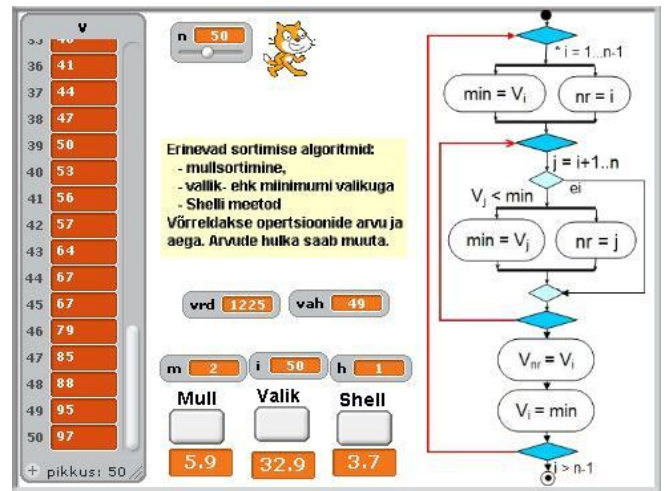 v
36 41
37 44
38 47
39 50
40 53
41 56
42 57
43 64
44 67
45 67
46 79
47 85
48 88
49 95
50 97
+ pikkus: 50
n 50
Erinevad sortimise algoritmid:
- mullsortimine,
- vallik- ehk miinimumi valikuga
- Shelli meetod
Võrreldakse opertsioonide arvu ja
aega. Arvude hulka saab muuta.
vrd 1225 vah 49
m 2 i 50 h 1
Mull Valik Shell
5.9 32.9 3.7
* i = 1...n-1
min = Vi nr = i
j = i+1..n
ei
Vj < min
min = Vj nr = j
Vnr = Vi
Vi = min
i > n-1